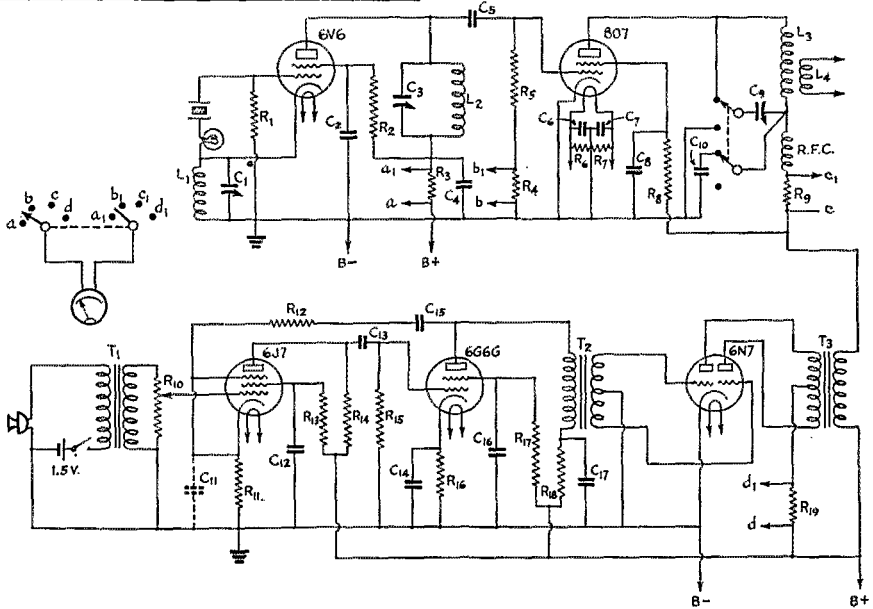 6V6
C5
807
L3
L4
R1
C2
R2
C3
L2
R5
C6
C7
C9
L1
C1
R6
R7
C8
C10
R.F.C.
a1
R3
C4
b1
R4
R8
c1
R9
a
b
c
b
c
d
a
a1
b1
c1
d1
B-
B+
R12
C15
T1
C13
T2
T3
6J7
6G6G
6N7
R10
R13
R14
R15
C16
R17
1.5V.
C11
R11
C12
C14
R16
R18
C17
d1
R19
d
B-
B+